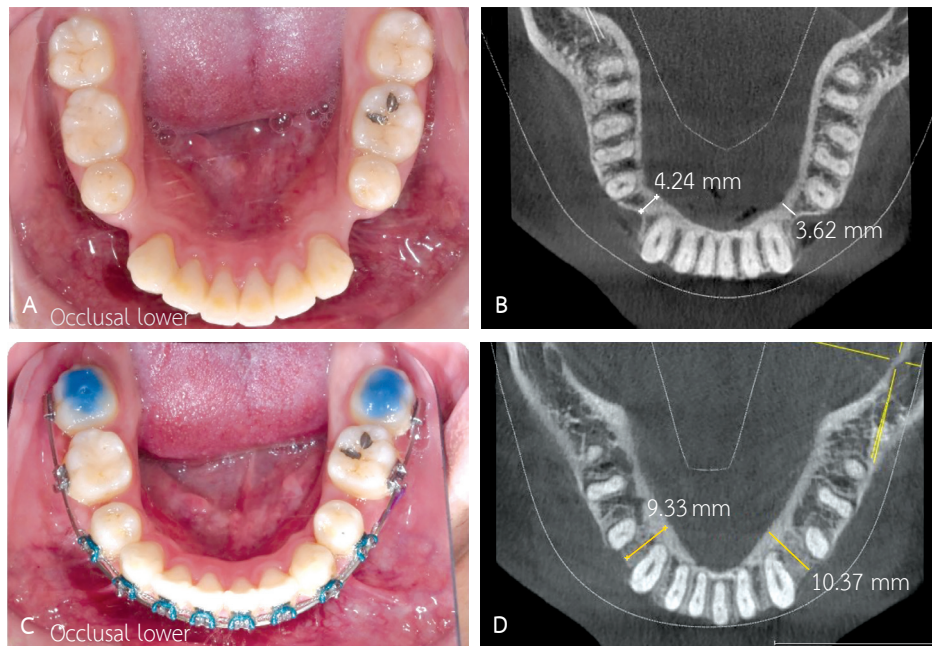 4.24 mm
3.62 mm
A
Occlusal lower
B
9.33 mm
10.37 mm
C
Occlusal lower
D